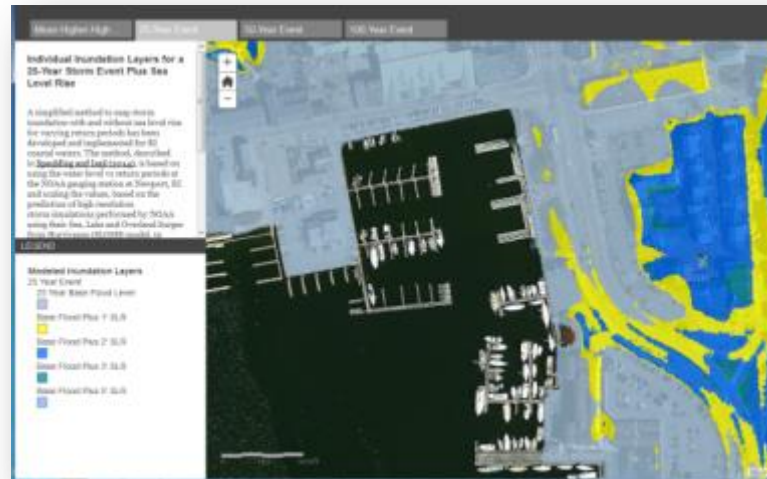 Mean Higher High
25-Year Event
50-Year Event
100-Year Event
Individual Inundation Layers for a
25-Year Storm Event Plus Sea
Level Rise
A simplified method to map storm
inundation with and without sea level rise
for varying return periods has been
developed and implemented for RI
coastal waters. The method, described
in Spaulding and Isaji (2014), is based on
using the water level vs return periods at
the NOAA gauging station at Newport, RI
and scaling the values, based on the
prediction of high resolution
storm simulations performed by
using their Sea, Lake and Overland Surges
from Hurricanes (SLOSH) model, to
LEGEND
Modeled Inundation Layers
25 Year Event
25 Year Base Flood Level
Base Flood Plus 1' SLR
Base Flood Plus 2' SLR
Base Flood Plus 3' SLR
Base Flood Plus 5' SLR